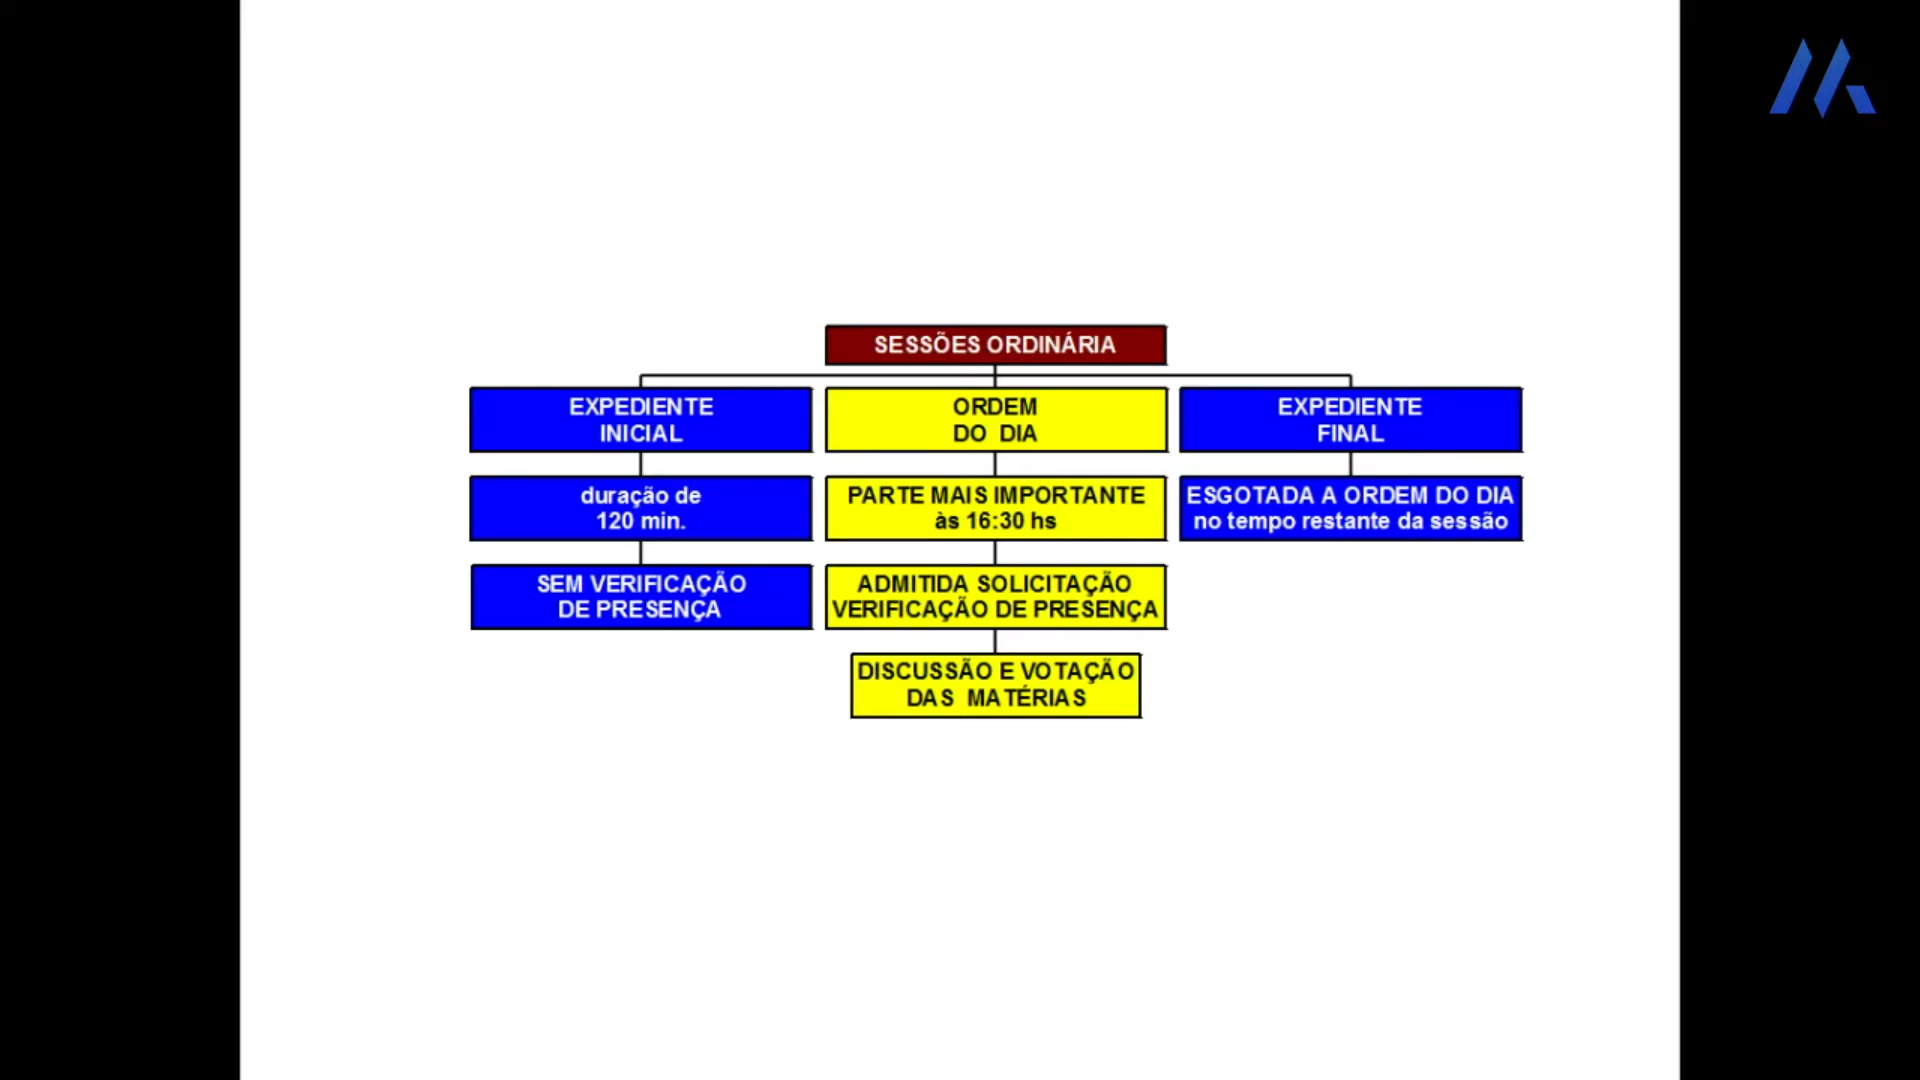 SESSÕES ORDINÁRIA
EXPEDIENTE
INICIAL
duração de
120 min.
SEM VERIFICAÇÃO
DE PRESENÇA
ORDEM
DO DIA
PARTE MAIS IMPORTANTE
às 16:30 hs
ADMITIDA SOLICITAÇÃO
VERIFICAÇÃO DE PRESENÇA
DISCUSSÃO E VOTAÇÃO
DAS MATÉRIAS
EXPEDIENTE
FINAL
ESGOTADA A ORDEM DO DIA
no tempo restante da sessão